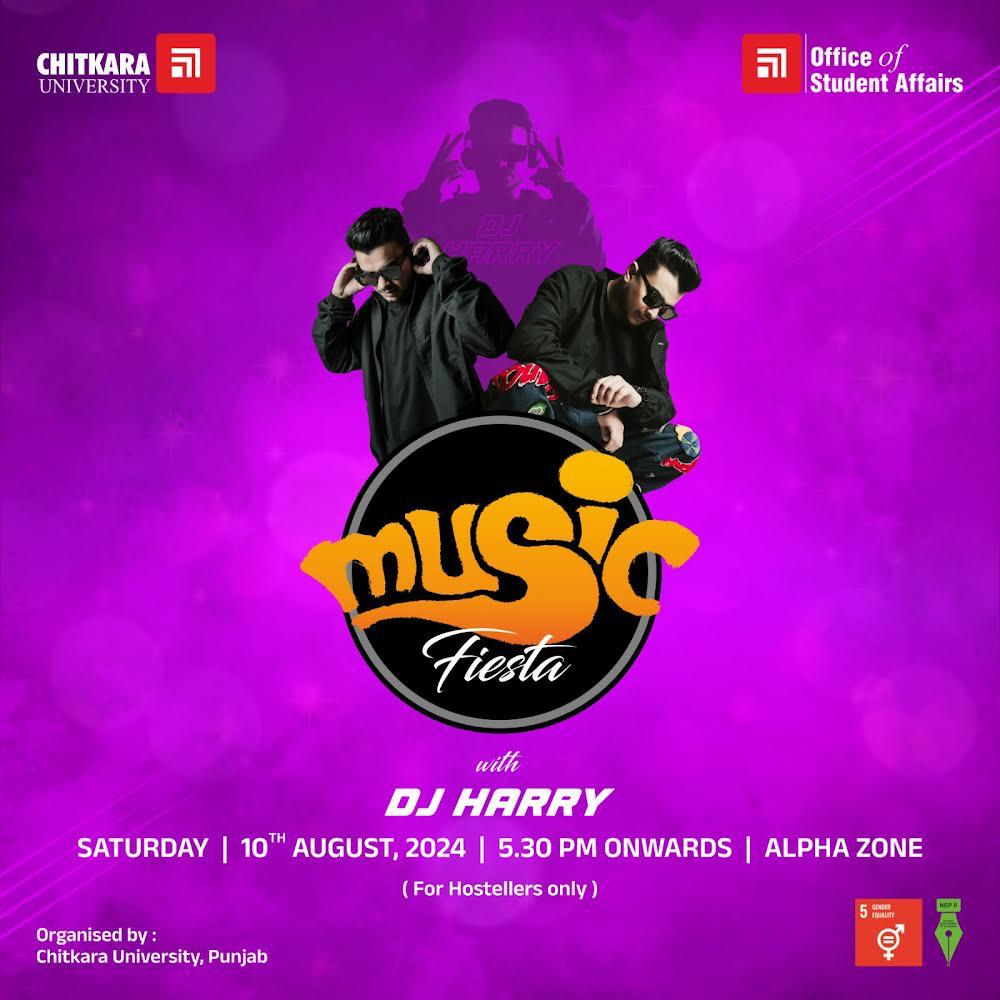 CHITKARA
UNIVERSITY
Office of
Student Affairs
DJ
HARRY
music
Fiesta
with
DJ HARRY
SATURDAY | 10TH AUGUST, 2024 | 5.30 PM ONWARDS | ALPHA ZONE
( For Hostellers only )
Organised by :
Chitkara University, Punjab
5 GENDER
EQUALITY
NEP 8